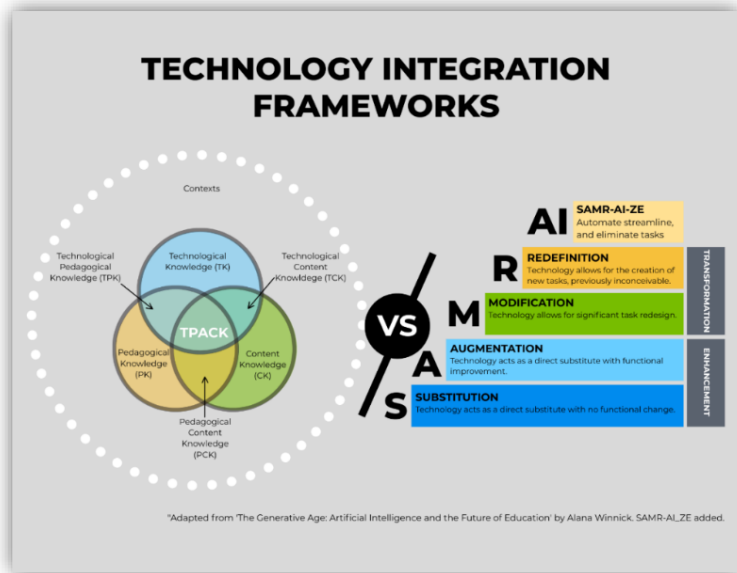 TECHNOLOGY INTEGRATION
FRAMEWORKS
Contexts
Technological
Pedagogical
Knowledge (TPK)
Technological
Knowledge (TK)
Technological
Content
Knowldege (TCK)
TPACK
Pedagogical
Knowledge
(PK)
Content
Knowledge
(CK)
Pedagogical
Content
Knowledge
(PCK)
VS
AI
SAMR-AI-ZE
Automate streamline,
and eliminate tasks
R
REDEFINITION
Technology allows for the creation of
new tasks, previously inconceivable.
M
MODIFICATION
Technology allows for significant task redesign.
A
AUGMENTATION
Technology acts as a direct substitute with functional
improvement.
S
SUBSTITUTION
Technology acts as a direct substitute with no functional change.
TRANSFORMATION
ENHANCEMENT
"Adapted from 'The Generative Age: Artificial Intelligence and the Future of Education' by Alana Winnick. SAMR-AI_ZE added.